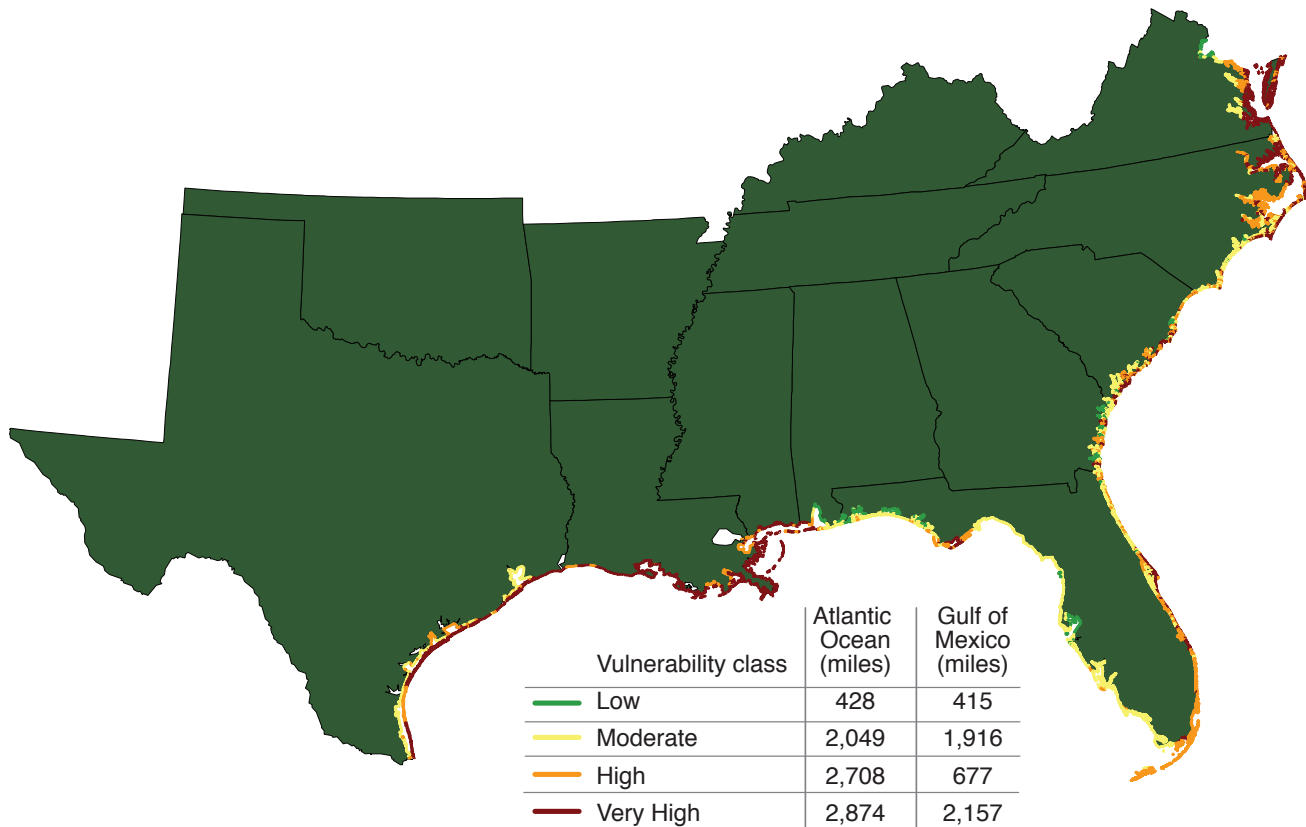 Vulnerability class Atlantic Ocean (miles) Gulf of Mexico (miles)
Low 428 415
Moderate 2,049 1,916
High 2,708 677
Very High 2,874 2,157